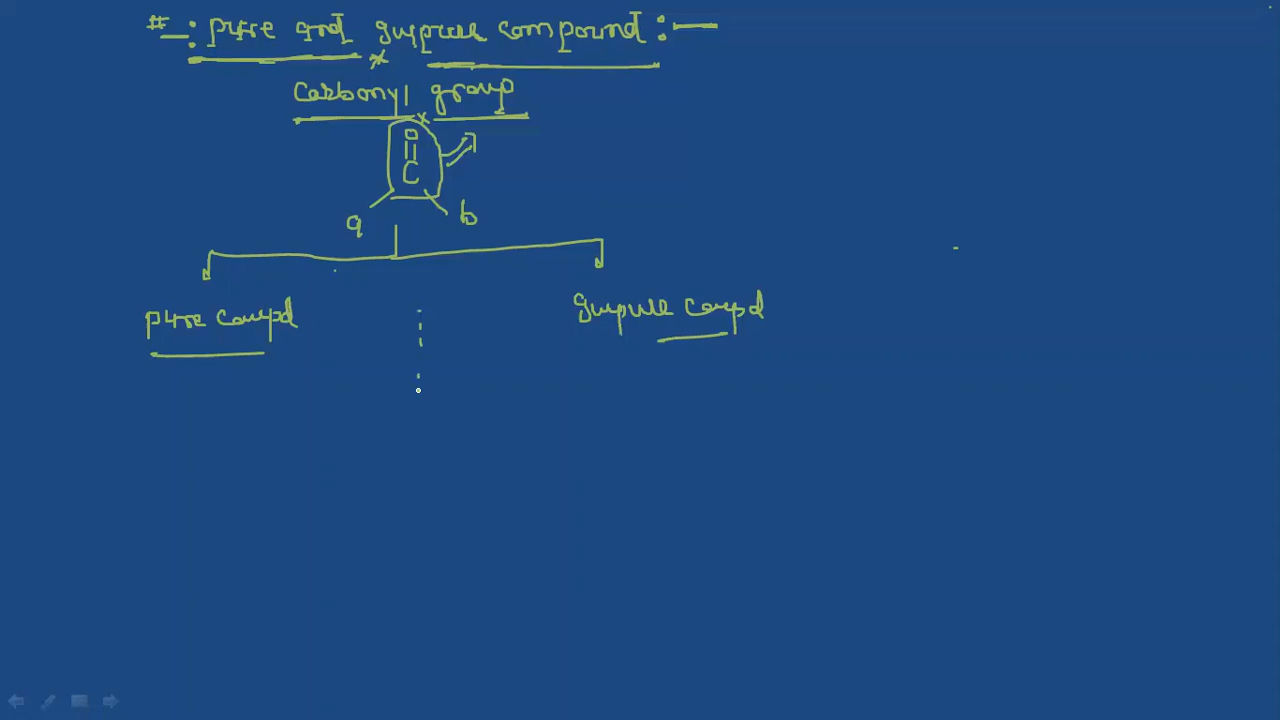 # : pure and impure compound :
carbonyl group
O
C
a b
pure compd impure compd